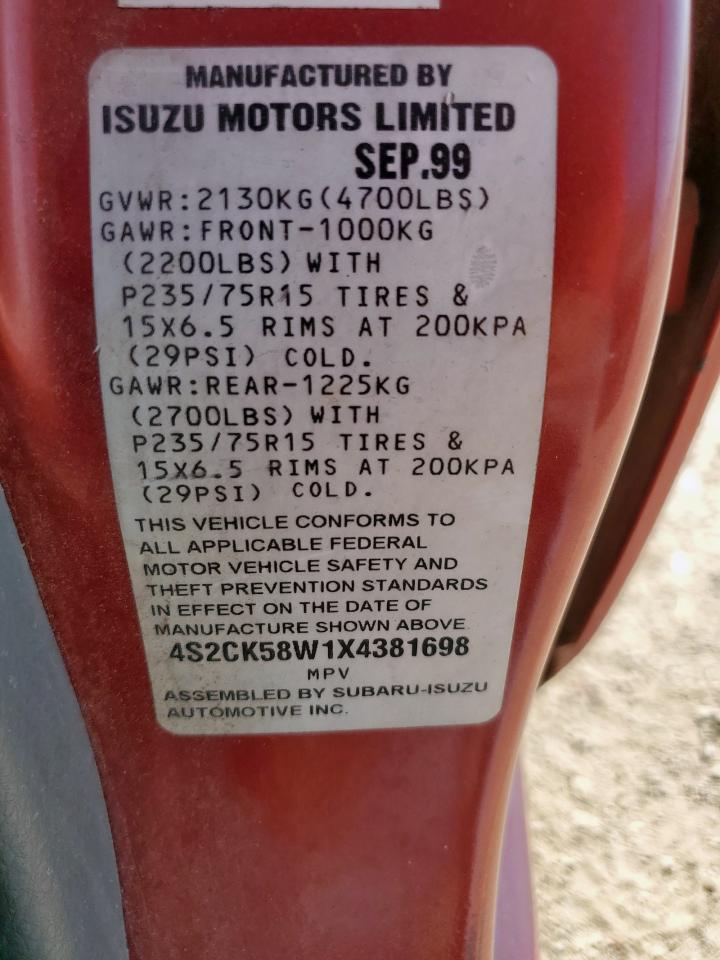 MANUFACTURED BY
ISUZU MOTORS LIMITED
SEP.99
GVWR:2130KG(4700LBS)
GAWR:FRONT-1000KG
(2200LBS) WITH
P235/75R15 TIRES &
15X6.5 RIMS AT 200KPA
(29PSI) COLD.
GAWR:REAR-1225KG
(2700LBS) WITH
P235/75R15 TIRES &
15X6.5 RIMS AT 200KPA
(29PSI) COLD.
THIS VEHICLE CONFORMS TO
ALL APPLICABLE FEDERAL
MOTOR VEHICLE SAFETY AND
THEFT PREVENTION STANDARDS
IN EFFECT ON THE DATE OF
MANUFACTURE SHOWN ABOVE
4S2CK58W1X4381698
MPV
ASSEMBLED BY SUBARU-ISUZU
AUTOMOTIVE INC.